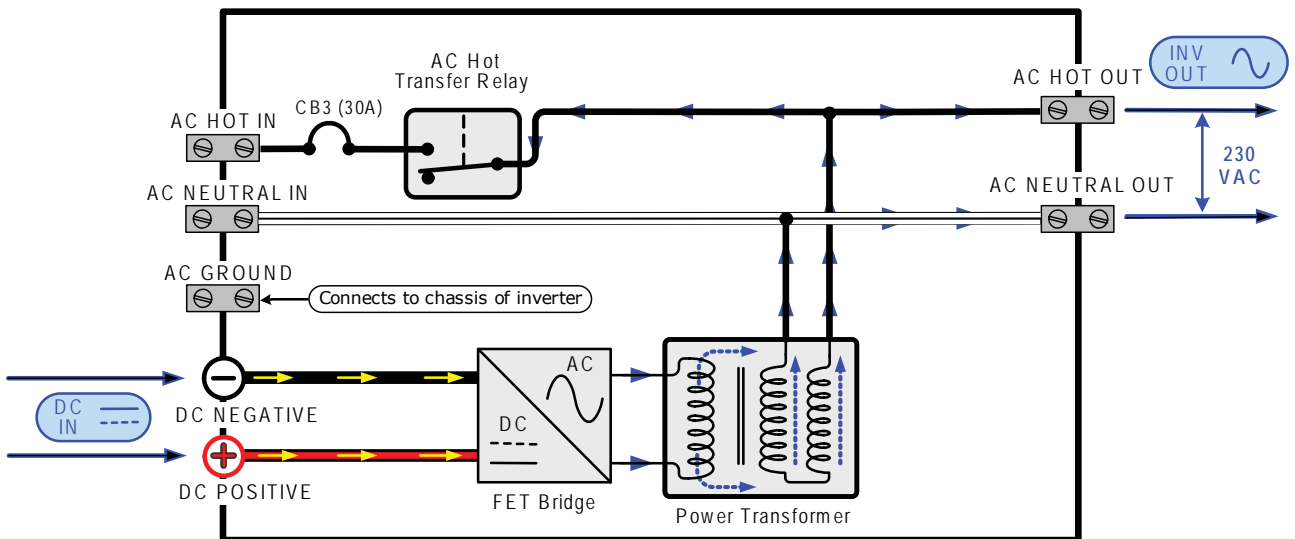 AC Hot
Transfer Relay
INV
OUT
AC HOT OUT
CB3 (30A)
AC HOT IN
230
VAC
AC NEUTRAL IN
AC NEUTRAL OUT
AC GROUND
Connects to chassis of inverter
AC
DC
IN
DC NEGATIVE
DC
DC POSITIVE
FET Bridge
Power Transformer